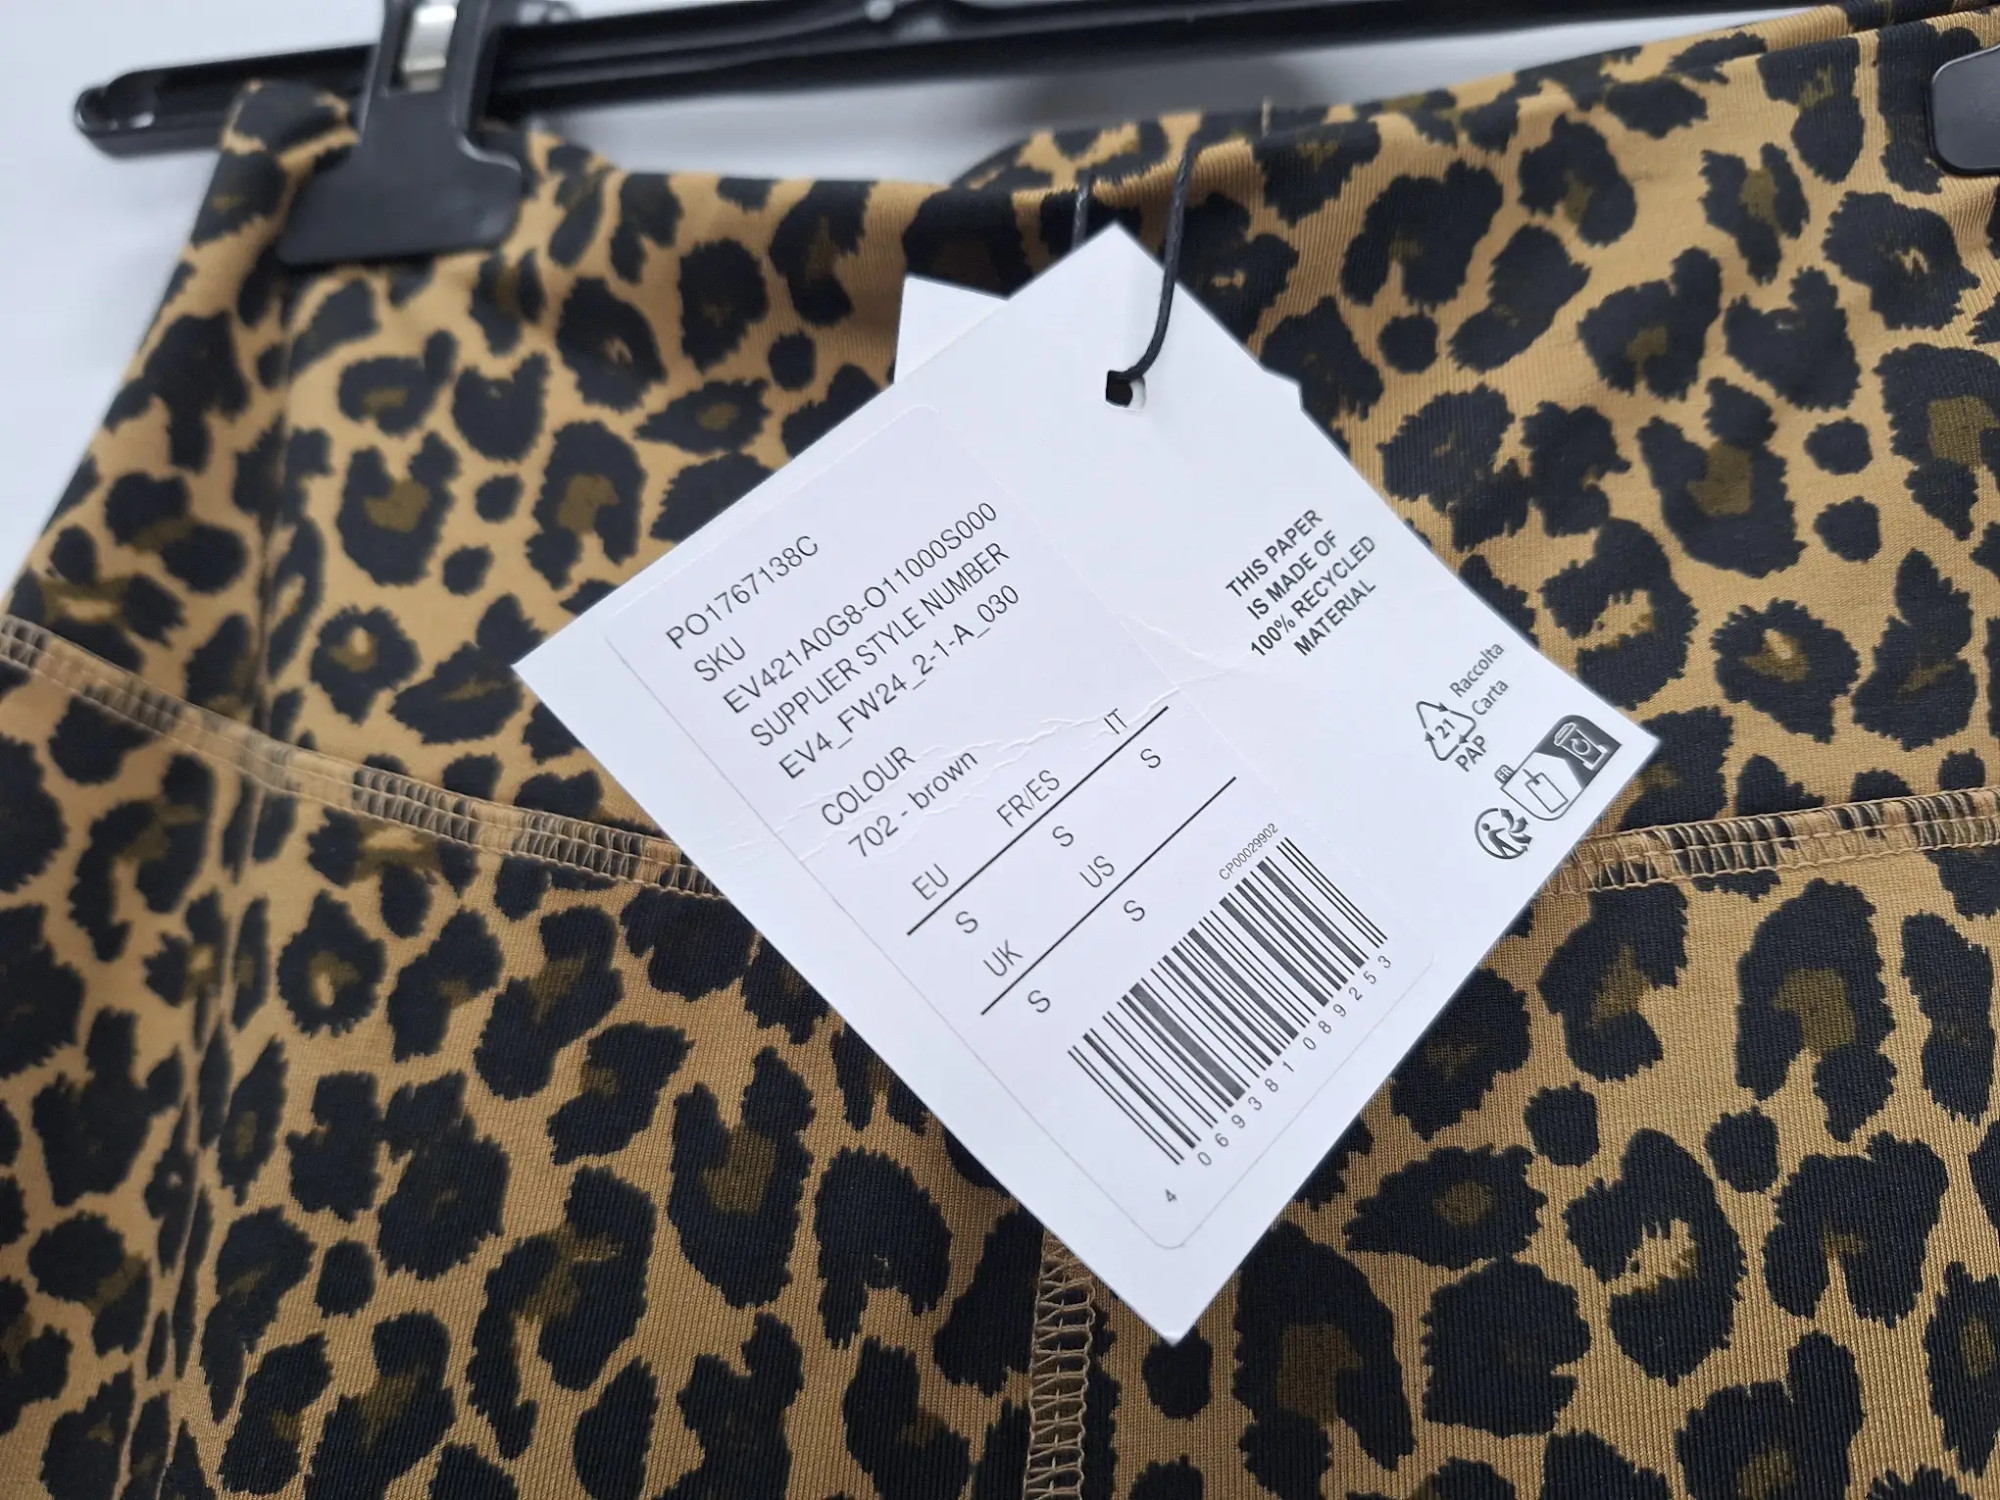 PO1767138C
SKU
EV421A0G8-O11000S000
SUPPLIER STYLE NUMBER
EV4_FW24_2-1-A_030
COLOUR
702 - brown
EU FR/ES IT
S S S
UK US
S S
CP00029902
4 069381 089253
THIS PAPER
IS MADE OF
100% RECYCLED
MATERIAL
21
PAP
Raccolta
Carta
FR